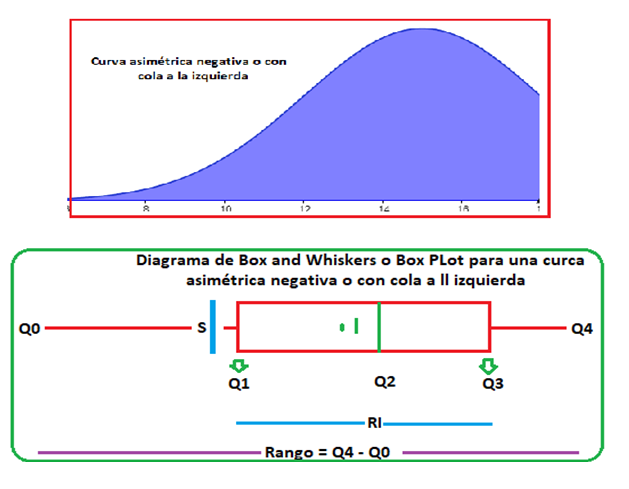 Curva asimétrica negativa o con
cola a la izquierda
8 10 12 14 16 1
Diagrama de Box and Whiskers o Box PLot para una curca
asimétrica negativa o con cola a ll izquierda
Q0 S Q4
Q1 Q2 Q3
RI
Rango = Q4 - Q0